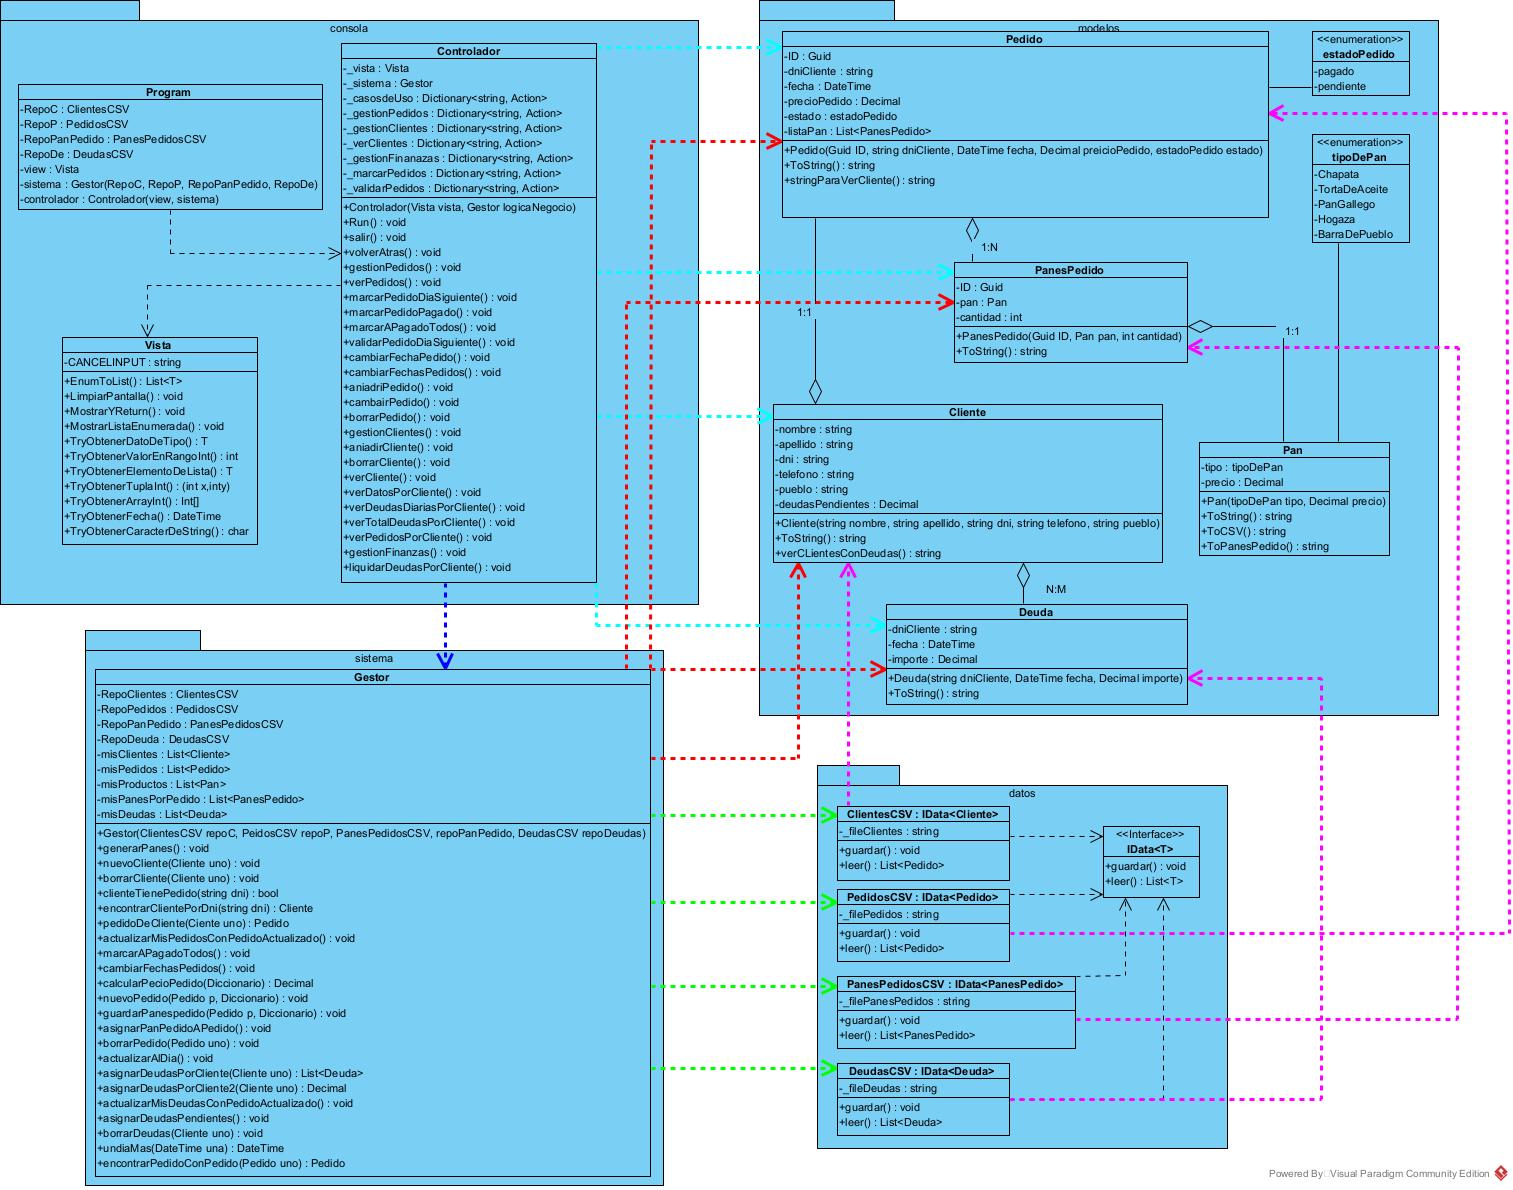 consola
Program
-RepoC : ClientesCSV
-RepoP : PedidosCSV
-RepoPanPedido : PanesPedidosCSV
-RepoDe : DeudasCSV
-view : Vista
-sistema : Gestor(RepoC, RepoP, RepoPanPedido, RepoDe)
-controlador : Controlador(view, sistema)
Controlador
-_vista : Vista
-_sistema : Gestor
-_casosdeUso : Dictionary<string, Action>
-_gestionPedidos : Dictionary<string, Action>
-_gestionClientes : Dictionary<string, Action>
-_verClientes : Dictionary<string, Action>
-_gestionFinanazas : Dictionary<string, Action>
-_marcarPedidos : Dictionary<string, Action>
-_validarPedidos : Dictionary<string, Action>
+Controlador(Vista vista, Gestor logicaNegocio)
+Run() : void
+salir() : void
+volverAtras() : void
+gestionPedidos() : void
+verPedidos() : void
+marcarPedidoDiaSiguiente() : void
+marcarPedidoPagado() : void
+marcarAPagadoTodos() : void
+validarPedidoDiaSiguiente() : void
+cambiarFechaPedido() : void
+cambiarFechasPedidos() : void
+aniadriPedido() : void
+cambairPedido() : void
+borrarPedido() : void
+gestionClientes() : void
+aniadirCliente() : void
+borrarCliente() : void
+verCliente() : void
+verDatosPorCliente() : void
+verDeudasDiariasPorCliente() : void
+verTotalDeudasPorCliente() : void
+verPedidosPorCliente() : void
+gestionFinanzas() : void
+liquidarDeudasPorCliente() : void
Vista
-CANCELINPUT : string
+EnumToList() : List<T>
+LimpiarPantalla() : void
+MostrarYReturn() : void
+MostrarListaEnumerada() : void
+TryObtenerDatoDeTipo() : T
+TryObtenerValorEnRangoInt() : int
+TryObtenerElementoDeLista() : T
+TryObtenerTuplaInt() : (int x,inty)
+TryObtenerArrayInt() : Int[]
+TryObtenerFecha() : DateTime
+TryObtenerCaracterDeString() : char
modelos
Pedido
-ID : Guid
-dniCliente : string
-fecha : DateTime
-precioPedido : Decimal
-estado : estadoPedido
-listaPan : List<PanesPedido>
+Pedido(Guid ID, string dniCliente, DateTime fecha, Decimal preicioPedido, estadoPedido estado)
+ToString() : string
+stringParaVerCliente() : string
<<enumeration>>
estadoPedido
-pagado
-pendiente
<<enumeration>>
tipoDePan
-Chapata
-TortaDeAceite
-PanGallego
-Hogaza
-BarraDePueblo
1:N
PanesPedido
-ID : Guid
-pan : Pan
-cantidad : int
+PanesPedido(Guid ID, Pan pan, int cantidad)
+ToString() : string
1:1
1:1
Cliente
-nombre : string
-apellido : string
-dni : string
-telefono : string
-pueblo : string
-deudasPendientes : Decimal
+Cliente(string nombre, string apellido, string dni, string telefono, string pueblo)
+ToString() : string
+verCLientesConDeudas() : string
Pan
-tipo : tipoDePan
-precio : Decimal
+Pan(tipoDePan tipo, Decimal precio)
+ToString() : string
+ToCSV() : string
+ToPanesPedido() : string
N:M
Deuda
-dniCliente : string
-fecha : DateTime
-importe : Decimal
+Deuda(string dniCliente, DateTime fecha, Decimal importe)
+ToString() : string
sistema
Gestor
-RepoClientes : ClientesCSV
-RepoPedidos : PedidosCSV
-RepoPanPedido : PanesPedidosCSV
-RepoDeuda : DeudasCSV
-misClientes : List<Cliente>
-misPedidos : List<Pedido>
-misProductos : List<Pan>
-misPanesPorPedido : List<PanesPedido>
-misDeudas : List<Deuda>
+Gestor(ClientesCSV repoC, PeidosCSV repoP, PanesPedidosCSV, repoPanPedido, DeudasCSV repoDeudas)
+generarPanes() : void
+nuevoCliente(Cliente uno) : void
+borrarCliente(Cliente uno) : void
+clienteTienePedido(string dni) : bool
+encontrarClientePorDni(string dni) : Cliente
+pedidoDeCliente(Ciente uno) : Pedido
+actualizarMisPedidosConPedidoActualizado() : void
+marcarAPagadoTodos() : void
+cambiarFechasPedidos() : void
+calcularPecioPedido(Diccionario) : Decimal
+nuevoPedido(Pedido p, Diccionario) : void
+guardarPanespedido(Pedido p, Diccionario) : void
+asignarPanPedidoAPedido() : void
+borrarPedido(Pedido uno) : void
+actualizarAlDia() : void
+asignarDeudasPorCliente(Cliente uno) : List<Deuda>
+asignarDeudasPorCliente2(Cliente uno) : Decimal
+actualizarMisDeudasConPedidoActualizado() : void
+asignarDeudasPendientes() : void
+borrarDeudas(Cliente uno) : void
+undiaMas(DateTime una) : DateTime
+encontrarPedidoConPedido(Pedido uno) : Pedido
datos
ClientesCSV : IData<Cliente>
-_fileClientes : string
+guardar() : void
+leer() : List<Pedido>
<<Interface>>
IData<T>
+guardar() : void
+leer() : List<T>
PedidosCSV : IData<Pedido>
-_filePedidos : string
+guardar() : void
+leer() : List<Pedido>
PanesPedidosCSV : IData<PanesPedido>
-_filePanesPedidos : string
+guardar() : void
+leer() : List<PanesPedido>
DeudasCSV : IData<Deuda>
-_fileDeudas : string
+guardar() : void
+leer() : List<Deuda>
Powered By Visual Paradigm Community Edition